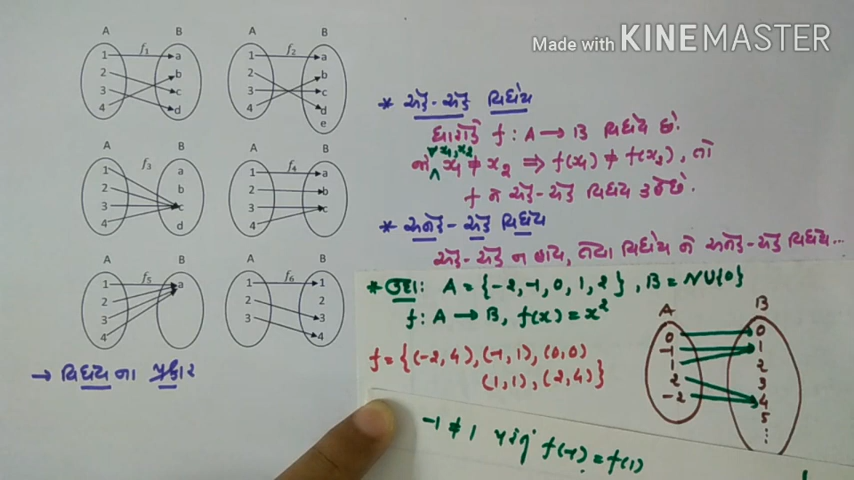 Made with KINEMASTER
A B
f₁
1 a
2 b
3 c
4 d
A B
f₂
1 a
2 b
3 c
4 d
e
A B
f₃
1 a
2 b
3 c
4 d
A B
f₄
1 a
2 b
3 c
4
A B
f₅
1 a
2
3
4
A B
f₆
1 1
2 2
3 3
4
→ વિધેય ના પ્રકાર
* એક-એક વિધેય
ધારોકે f : A → B વિધેય છે.
∀ x₁, x₂
જો ^ x₁ ≠ x₂ ⇒ f(x₁) ≠ f(x₂), તો
f ને એક-એક વિધેય કહેછે.
* અનેક-એક વિધેય
એક-એક ન હોય, તેવા વિધેય ને અનેક-એક વિધેય...
* ઉદા: A = {-2, -1, 0, 1, 2}, B = NU{0}
f : A → B, f(x) = x²
f = {(-2, 4), (-1, 1), (0, 0)
(1, 1), (2, 4)}
A B
0 0
-1 1
1 2
2 3
-2 4
5
⋮
-1 ≠ 1 પરંતુ f(-1) = f(1)